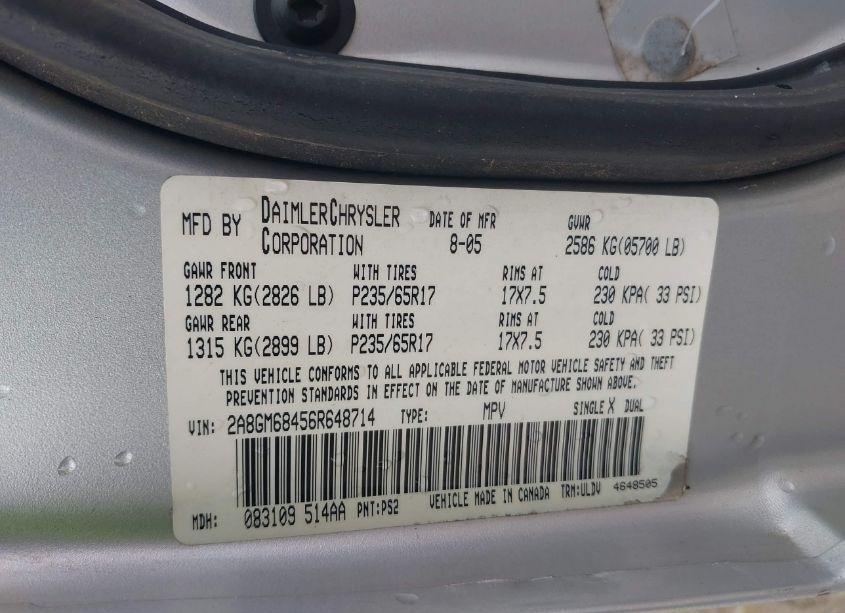 MFD BY DAIMLERCHRYSLER CORPORATION DATE OF MFR 8-05 GVWR 2586 KG(05700 LB)
GAWR FRONT WITH TIRES RIMS AT COLD
1282 KG(2826 LB) P235/65R17 17X7.5 230 KPA( 33 PSI)
GAWR REAR WITH TIRES RIMS AT COLD
1315 KG(2899 LB) P235/65R17 17X7.5 230 KPA( 33 PSI)
THIS VEHICLE CONFORMS TO ALL APPLICABLE FEDERAL MOTOR VEHICLE SAFETY AND THEFT
PREVENTION STANDARDS IN EFFECT ON THE DATE OF MANUFACTURE SHOWN ABOVE.
VIN: 2A8GM68456R648714 TYPE: MPV SINGLE X DUAL
MDH: 083109 514AA PNT:PS2 VEHICLE MADE IN CANADA TRM:ULDV 4648505